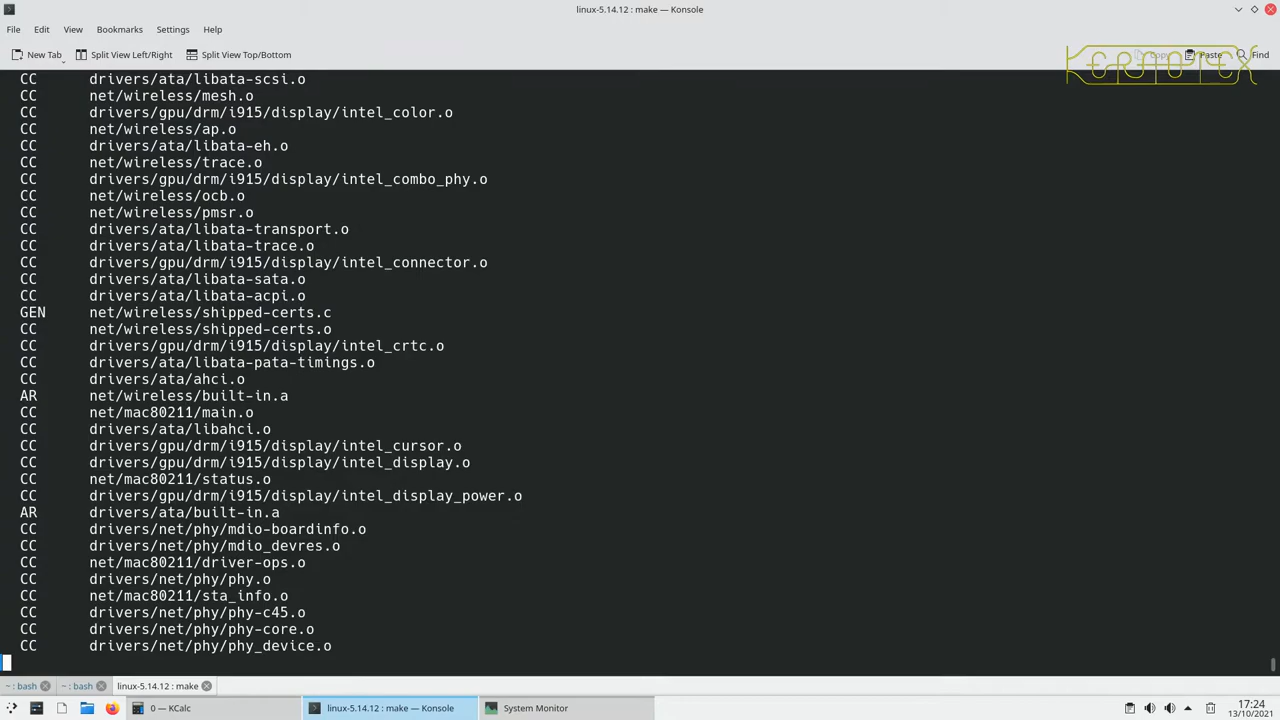 linux-5.14.12 : make — Konsole
File Edit View Bookmarks Settings Help
New Tab Split View Left/Right Split View Top/Bottom Copy Paste Find
KERNOTEX
CC drivers/ata/libata-scsi.o
CC net/wireless/mesh.o
CC drivers/gpu/drm/i915/display/intel_color.o
CC net/wireless/ap.o
CC drivers/ata/libata-eh.o
CC net/wireless/trace.o
CC drivers/gpu/drm/i915/display/intel_combo_phy.o
CC net/wireless/ocb.o
CC net/wireless/pmsr.o
CC drivers/ata/libata-transport.o
CC drivers/ata/libata-trace.o
CC drivers/gpu/drm/i915/display/intel_connector.o
CC drivers/ata/libata-sata.o
CC drivers/ata/libata-acpi.o
GEN net/wireless/shipped-certs.c
CC net/wireless/shipped-certs.o
CC drivers/gpu/drm/i915/display/intel_crtc.o
CC drivers/ata/libata-pata-timings.o
CC drivers/ata/ahci.o
AR net/wireless/built-in.a
CC net/mac80211/main.o
CC drivers/ata/libahci.o
CC drivers/gpu/drm/i915/display/intel_cursor.o
CC drivers/gpu/drm/i915/display/intel_display.o
CC net/mac80211/status.o
CC drivers/gpu/drm/i915/display/intel_display_power.o
AR drivers/ata/built-in.a
CC drivers/net/phy/mdio-boardinfo.o
CC drivers/net/phy/mdio_devres.o
CC net/mac80211/driver-ops.o
CC drivers/net/phy/phy.o
CC net/mac80211/sta_info.o
CC drivers/net/phy/phy-c45.o
CC drivers/net/phy/phy-core.o
CC drivers/net/phy/phy_device.o
~ : bash ~ : bash linux-5.14.12 : make
0 — KCalc linux-5.14.12 : make — Konsole System Monitor 17:24
13/10/2021